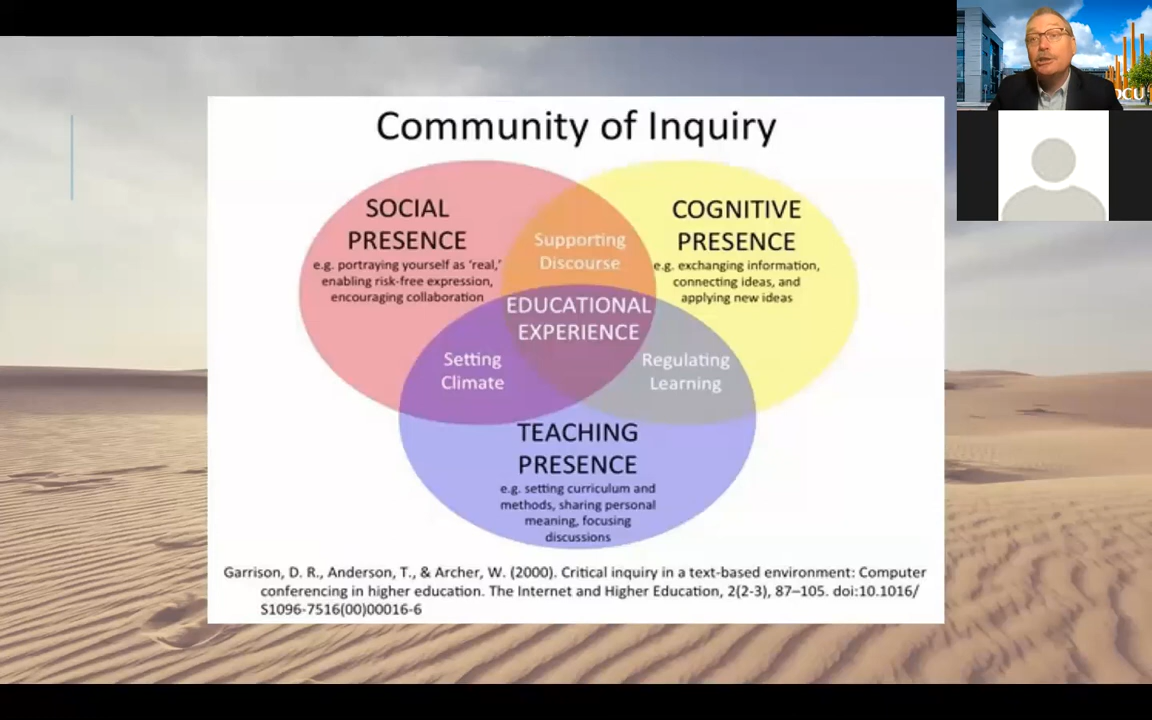 Community of Inquiry
SOCIAL
PRESENCE
e.g. portraying yourself as ‘real,’
enabling risk-free expression,
encouraging collaboration
Supporting
Discourse
COGNITIVE
PRESENCE
e.g. exchanging information,
connecting ideas, and
applying new ideas
EDUCATIONAL
EXPERIENCE
Setting
Climate
Regulating
Learning
TEACHING
PRESENCE
e.g. setting curriculum and
methods, sharing personal
meaning, focusing
discussions
Garrison, D. R., Anderson, T., & Archer, W. (2000). Critical inquiry in a text-based environment: Computer
conferencing in higher education. The Internet and Higher Education, 2(2-3), 87–105. doi:10.1016/
S1096-7516(00)00016-6
DCU